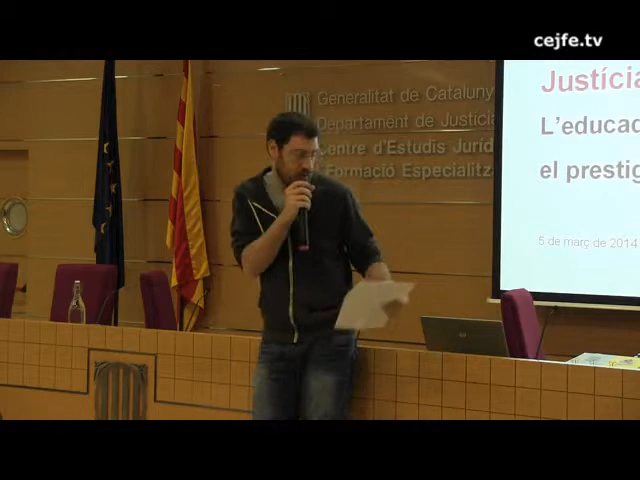 cejfe.tv
Generalitat de Cataluny
Departament de Justícia
Centre d'Estudis Juríd
Formació Especialitz
Justícia
L'educad
el prestig
5 de març de 2014